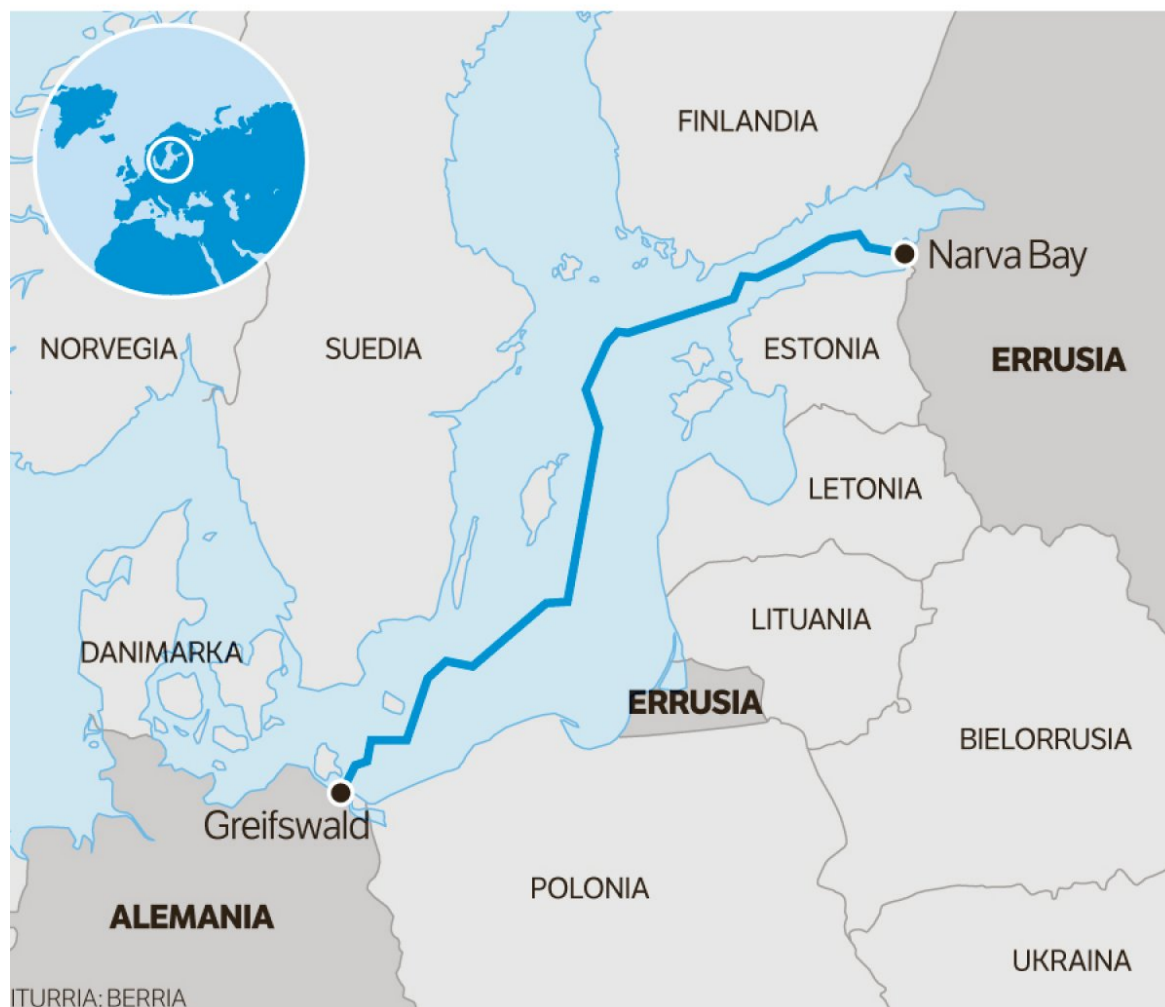 FINLANDIA
Narva Bay
NORVEGIA
SUEDIA
ESTONIA
ERRUSIA
LETONIA
LITUANIA
DANIMARKA
ERRUSIA
BIELORRUSIA
Greifswald
POLONIA
ALEMANIA
UKRAINA
ITURRIA: BERRIA